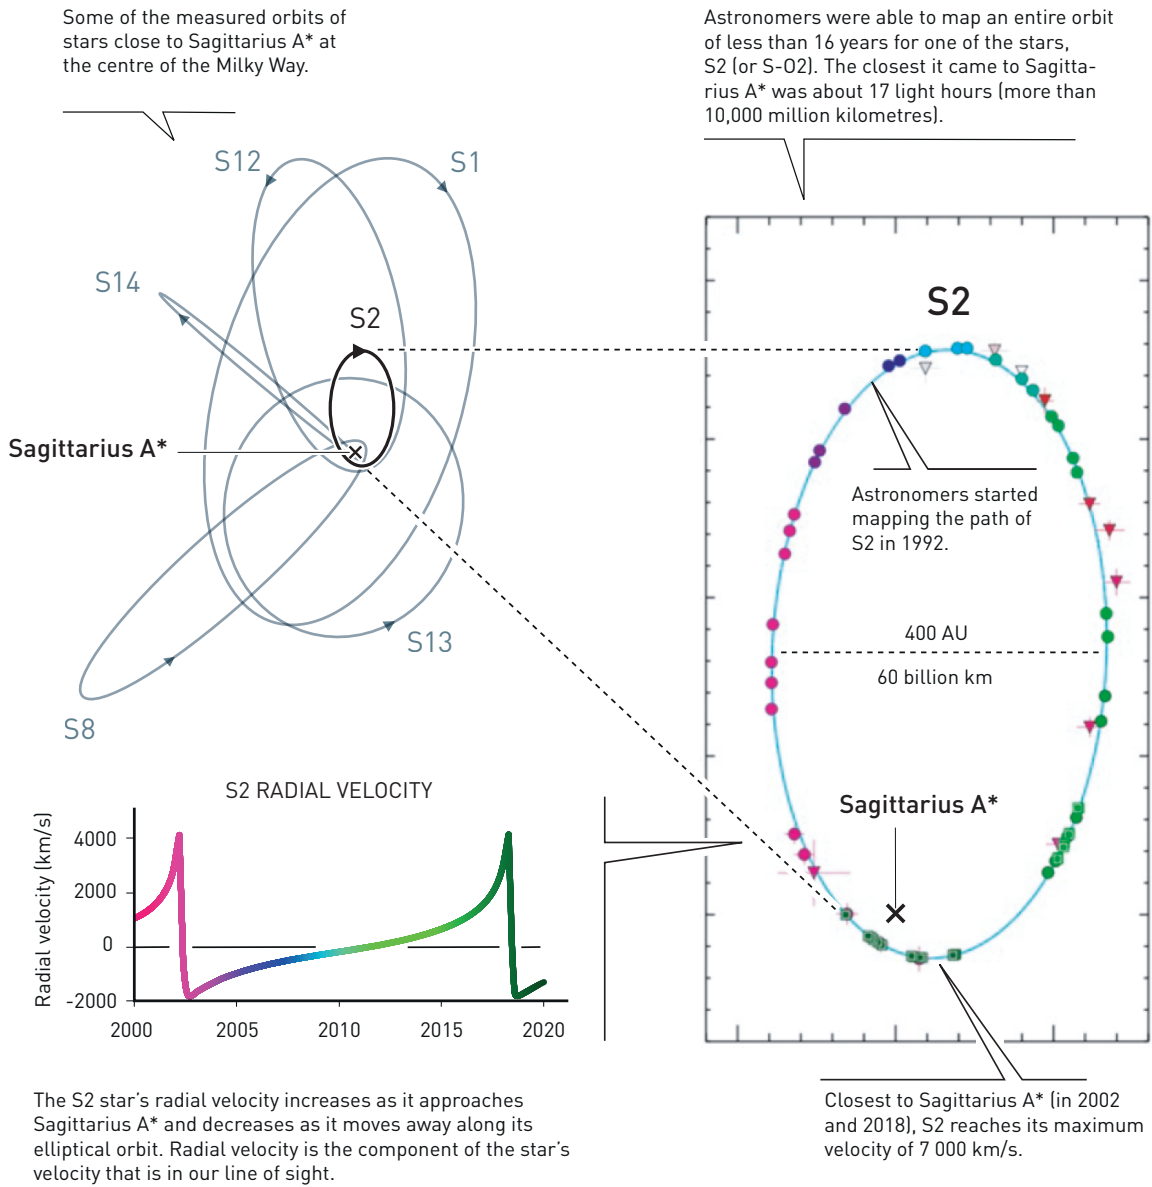 Some of the measured orbits of
stars close to Sagittarius A* at
the centre of the Milky Way.
Astronomers were able to map an entire orbit
of less than 16 years for one of the stars,
S2 (or S-O2). The closest it came to Sagitta-
rius A* was about 17 light hours (more than
10,000 million kilometres).
S12
S1
S14
S2
Sagittarius A*
S13
S8
S2
Astronomers started
mapping the path of
S2 in 1992.
400 AU
60 billion km
Sagittarius A*
S2 RADIAL VELOCITY
Radial velocity (km/s)
4000
2000
0
-2000
2000 2005 2010 2015 2020
The S2 star’s radial velocity increases as it approaches
Sagittarius A* and decreases as it moves away along its
elliptical orbit. Radial velocity is the component of the star’s
velocity that is in our line of sight.
Closest to Sagittarius A* (in 2002
and 2018), S2 reaches its maximum
velocity of 7 000 km/s.